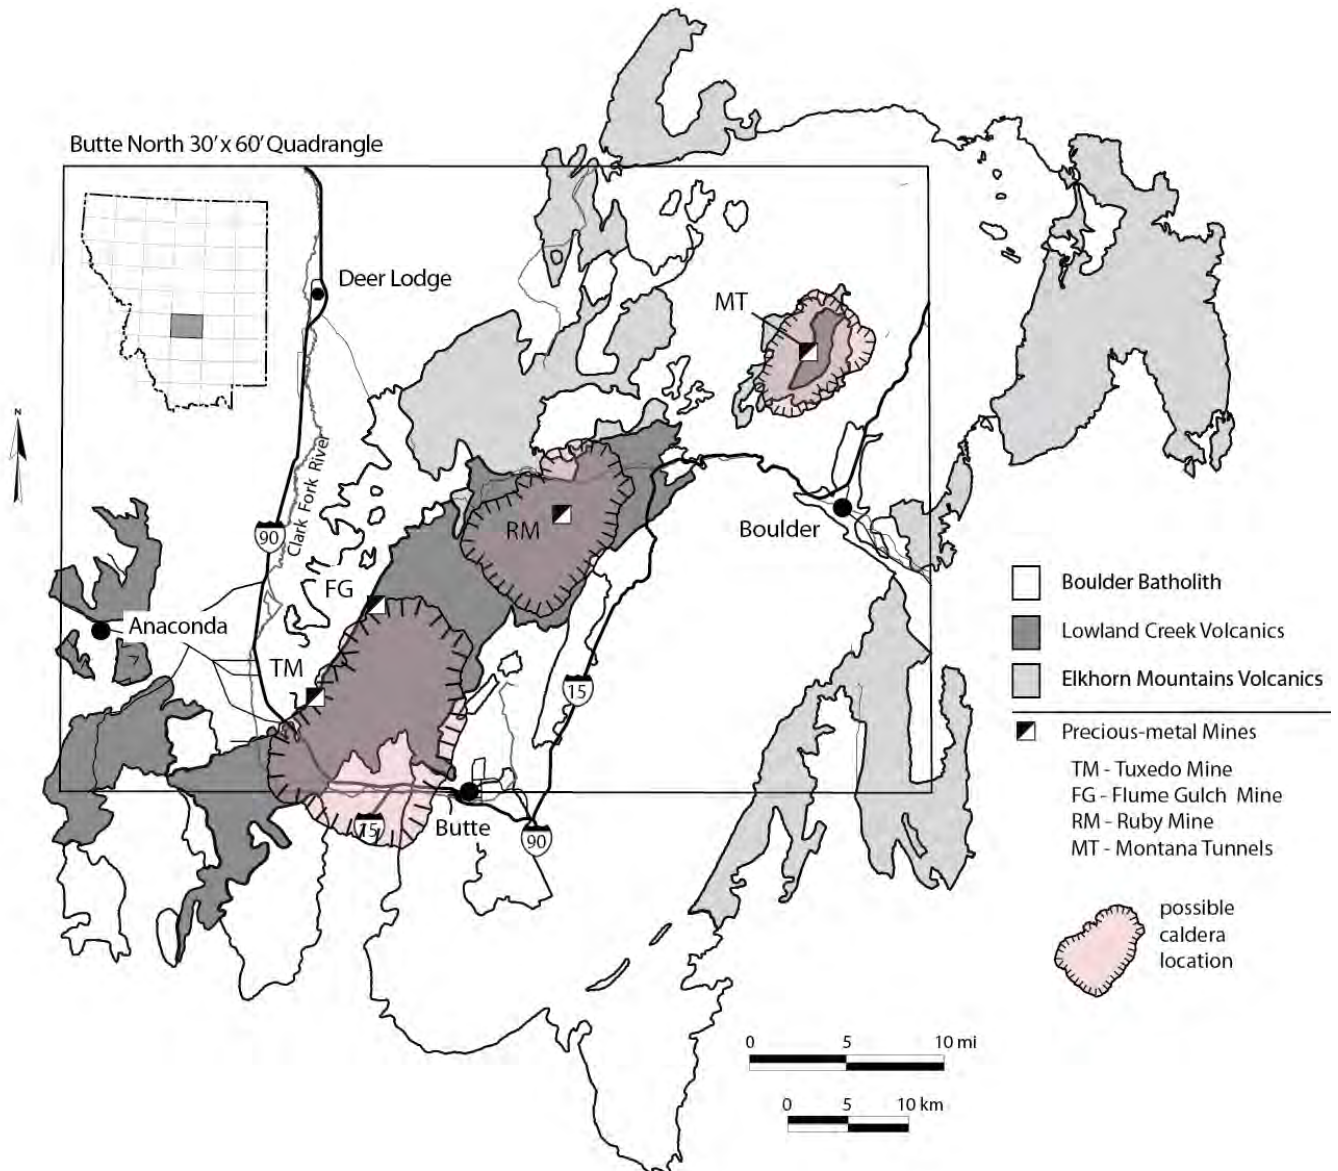 Butte North 30' x 60' Quadrangle
Deer Lodge
MT
N
Clark Fork River
90
RM
Boulder
FG
Anaconda
TM
15
Butte
15
90
Boulder Batholith
Lowland Creek Volcanics
Elkhorn Mountains Volcanics
Precious-metal Mines
TM - Tuxedo Mine
FG - Flume Gulch Mine
RM - Ruby Mine
MT - Montana Tunnels
possible
caldera
location
0 5 10 mi
0 5 10 km